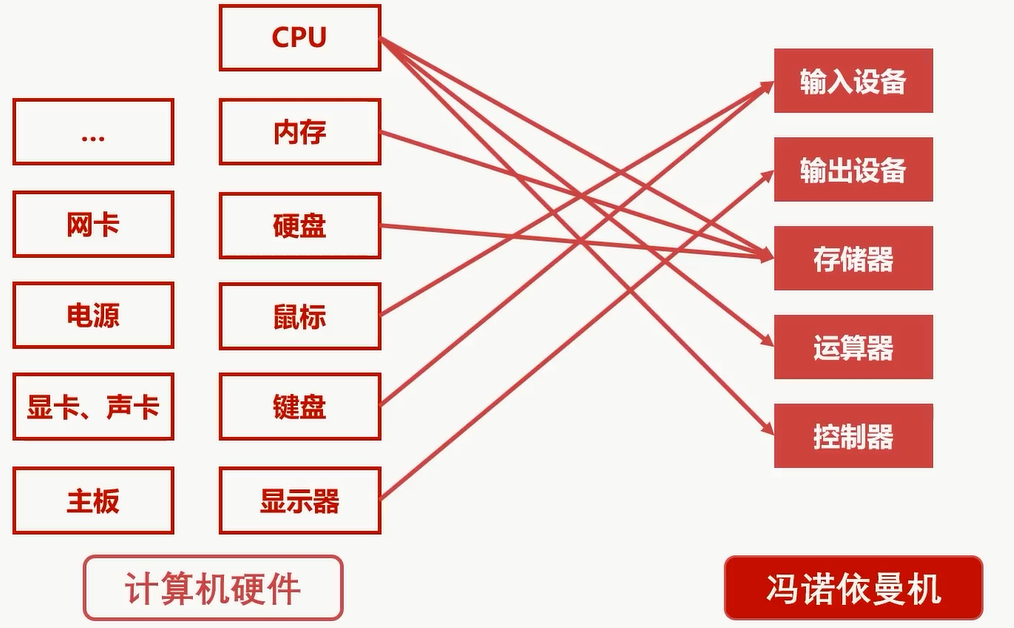 CPU
...
内存
网卡
硬盘
电源
鼠标
显卡、声卡
键盘
主板
显示器
计算机硬件
输入设备
输出设备
存储器
运算器
控制器
冯诺依曼机